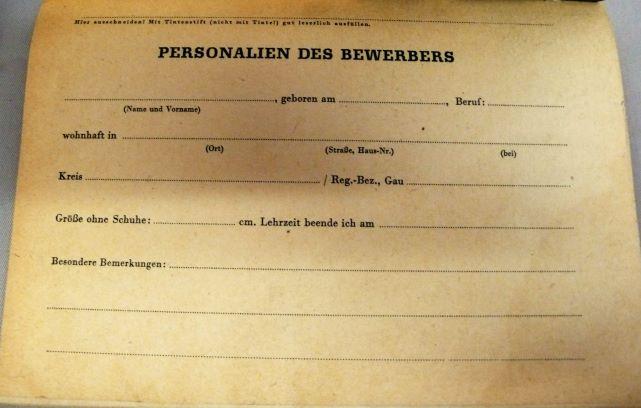 Hier ausschneiden! Mit Tintenstift (nicht mit Tinte!) gut leserlich ausfüllen.
PERSONALIEN DES BEWERBERS
, geboren am , Beruf:
(Name und Vorname)
wohnhaft in
(Ort) (Straße, Haus-Nr.) (bei)
Kreis / Reg.-Bez., Gau
Größe ohne Schuhe: cm. Lehrzeit beende ich am
Besondere Bemerkungen: